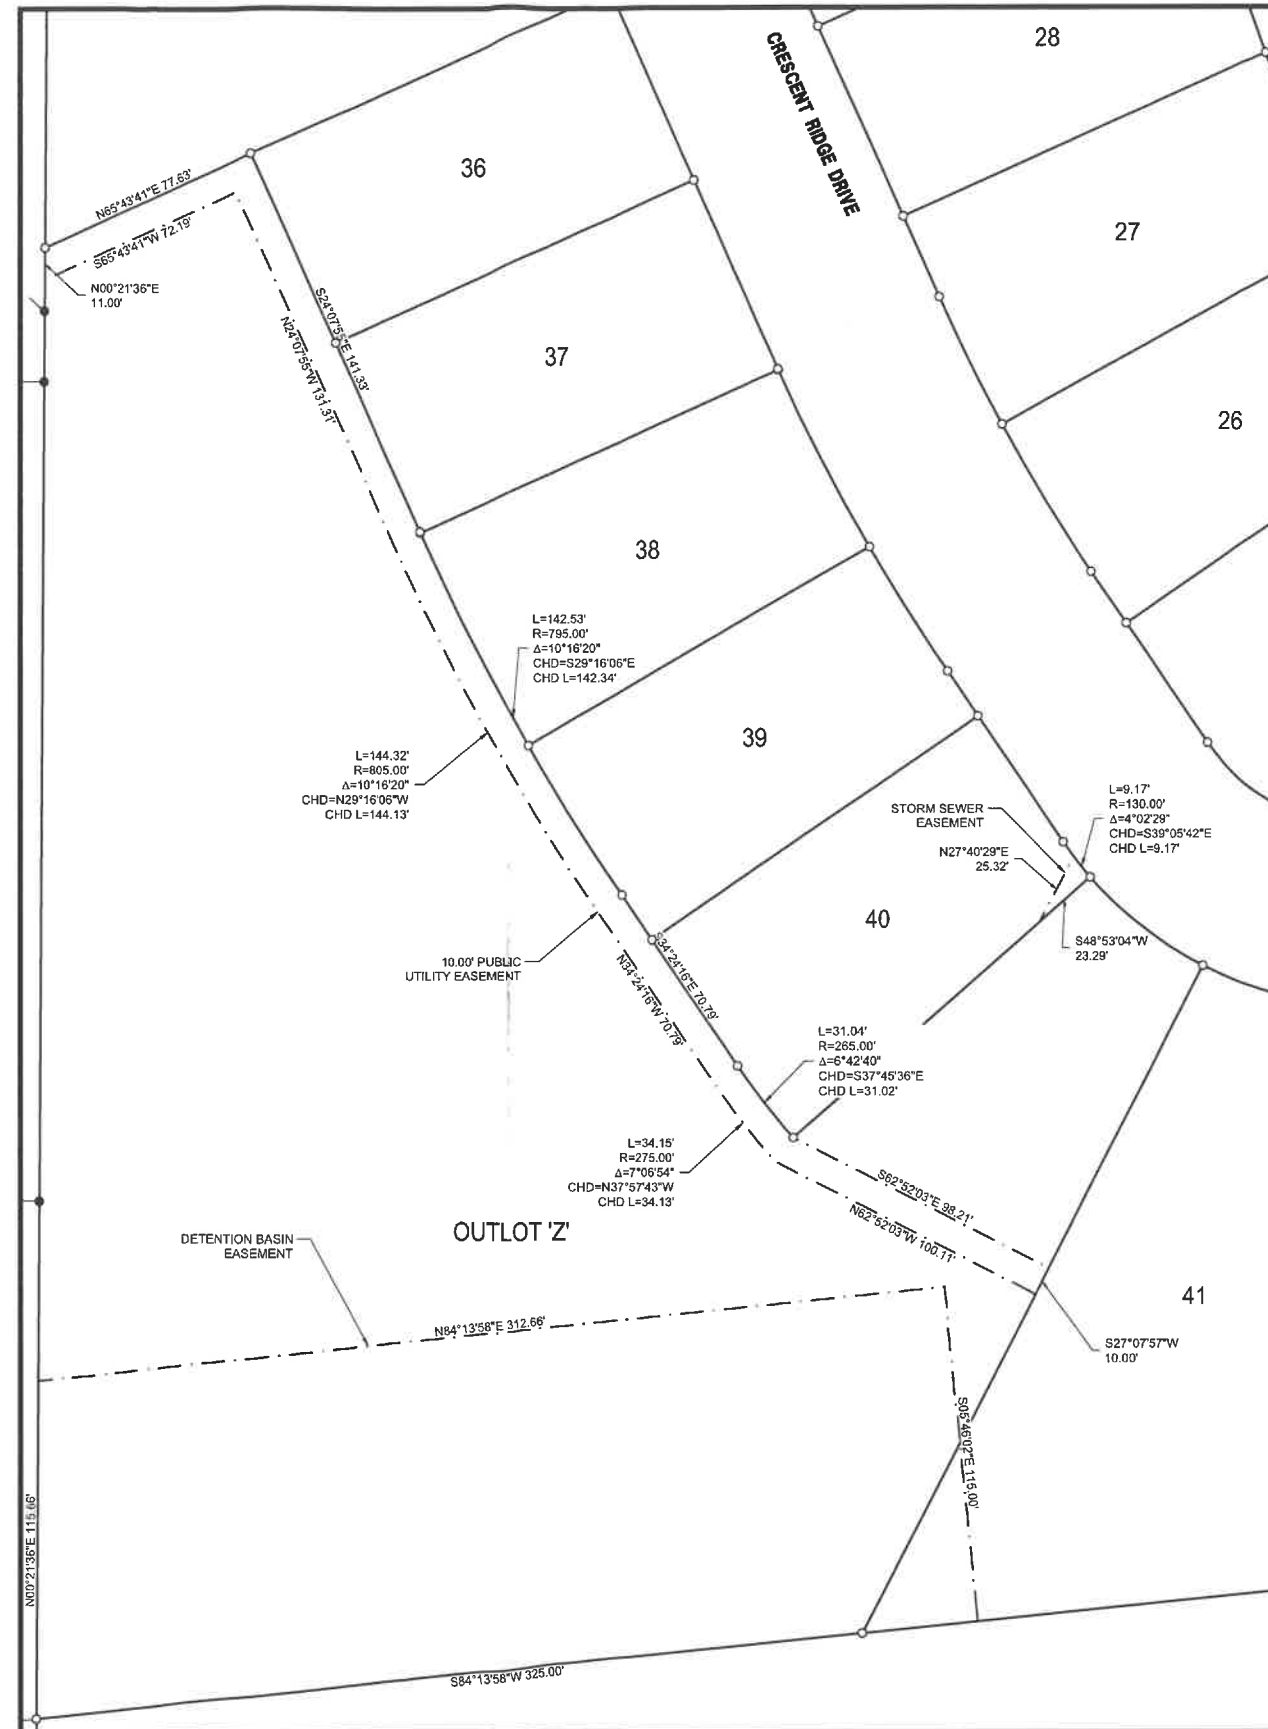 28
CRESCENT RIDGE DRIVE
36
N65°43'41"E 77.63'
S65°43'41"W 72.19'
27
N00°21'36"E
11.00'
S24°07'55"E 141.33'
N24°07'55"W 131.31'
37
26
38
L=142.53'
R=795.00'
Δ=10°16'20"
CHD=S29°16'06"E
CHD L=142.34'
39
L=144.32'
R=805.00'
Δ=10°16'20"
CHD=N29°16'06"W
CHD L=144.13'
STORM SEWER
EASEMENT
L=9.17'
R=130.00'
Δ=4°02'29"
CHD=S39°05'42"E
CHD L=9.17'
N27°40'29"E
25.32'
40
S48°53'04"W
23.29'
10.00' PUBLIC
UTILITY EASEMENT
S34°24'16"E 70.79'
N34°24'16"W 70.79'
L=31.04'
R=265.00'
Δ=6°42'40"
CHD=S37°45'36"E
CHD L=31.02'
L=34.15'
R=275.00'
Δ=7°06'54"
CHD=N37°57'43"W
CHD L=34.13'
S62°52'03"E 98.21'
N62°52'03"W 100.11'
OUTLOT 'Z'
DETENTION BASIN
EASEMENT
41
N84°13'58"E 312.66'
S27°07'57"W
10.00'
S05°46'02"E 115.00'
N00°21'36"E 115.66'
S84°13'58"W 325.00'